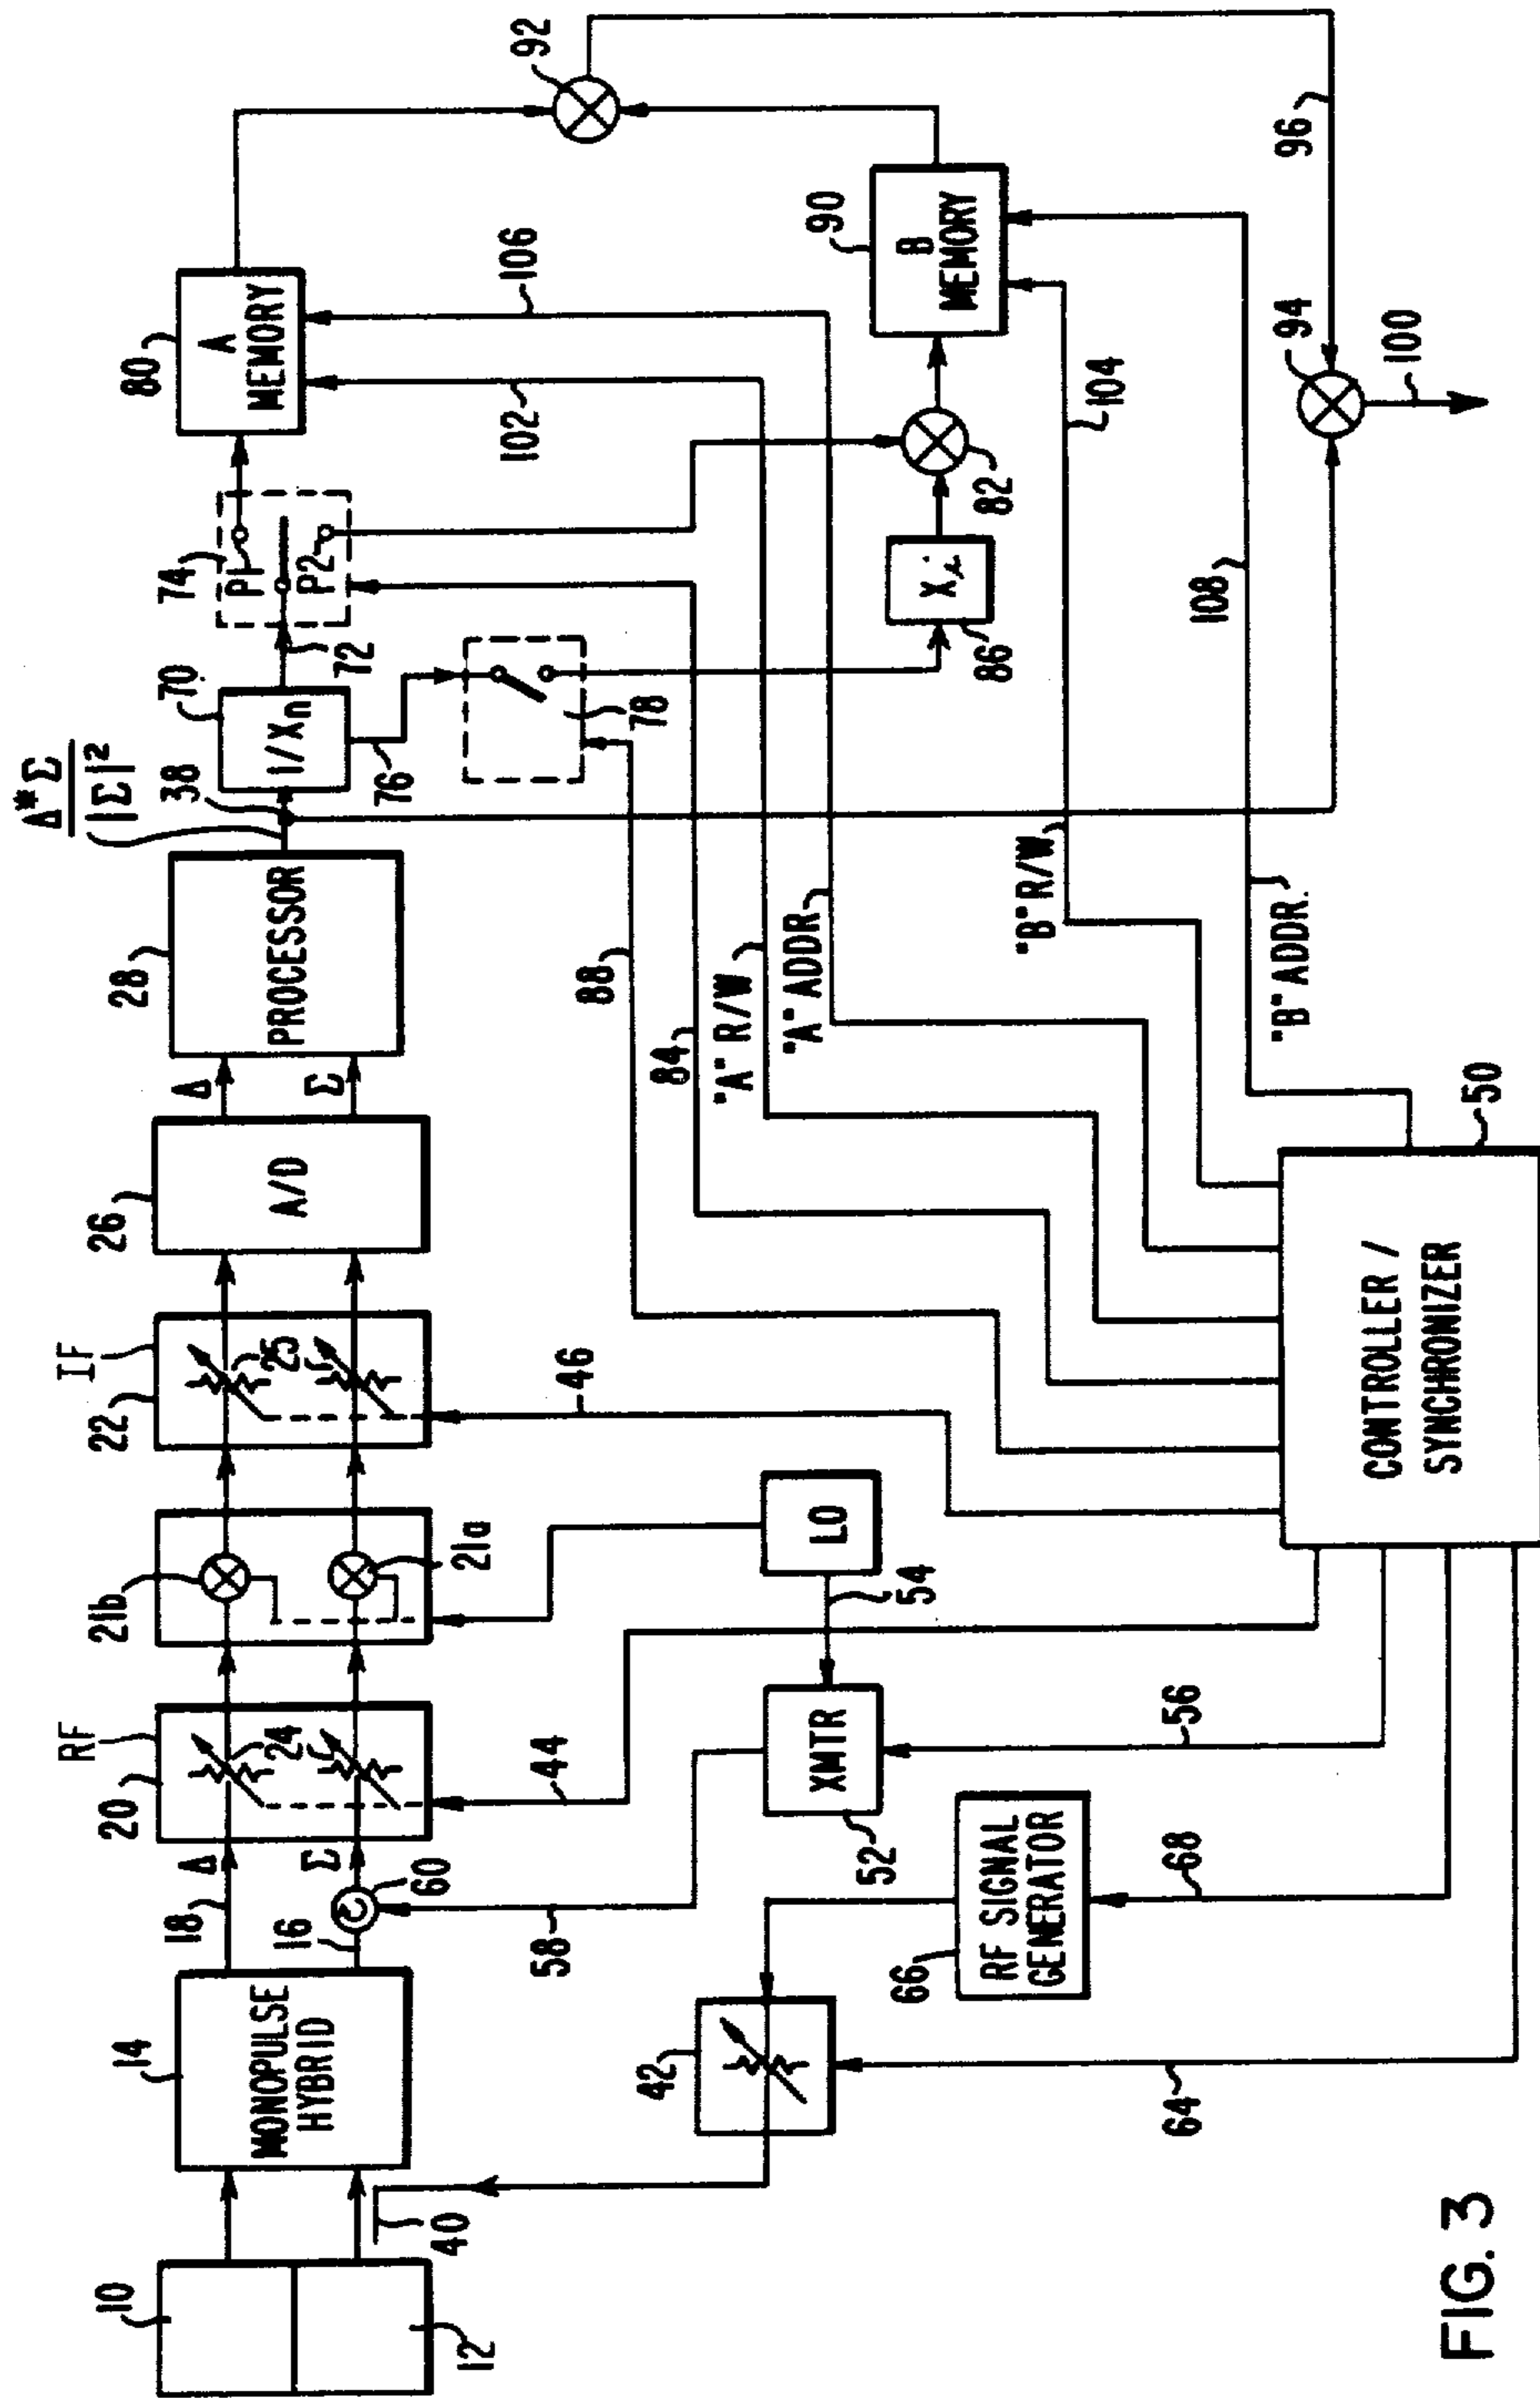 10
12
14
MONOPULSE
HYBRID
18
Δ
16
Σ
60
40
20
RF
24
44
21b
21a
22
IF
25
46
26
A/D
Δ
Σ
28
PROCESSOR
Δ*Σ
|Σ|²
38
70
1/Xn
72
76
74
P1
P2
78
80
A
MEMORY
92
102
106
42
58
52
XMTR
54
LO
56
66
RF SIGNAL
GENERATOR
68
64
88
84
"A" R/W
"A" ADDR
"B" R/W
"B" ADDR.
86
Xi
82
90
B
MEMORY
104
108
96
94
100
50
CONTROLLER /
SYNCHRONIZER
FIG. 3